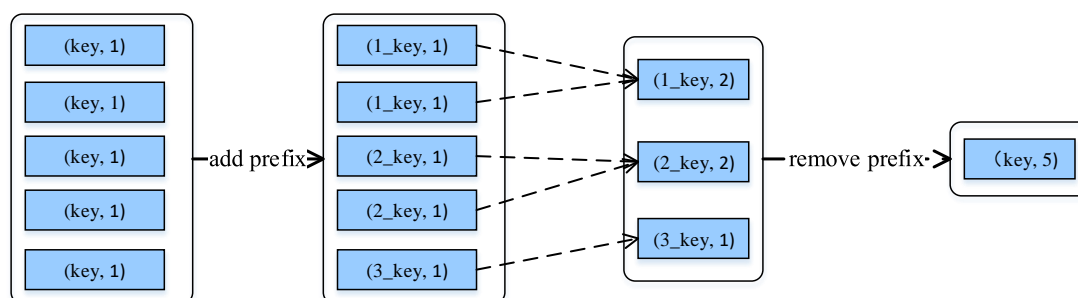 (key, 1)
(key, 1)
(key, 1)
(key, 1)
(key, 1)
add prefix
(1_key, 1)
(1_key, 1)
(2_key, 1)
(2_key, 1)
(3_key, 1)
(1_key, 2)
(2_key, 2)
(3_key, 1)
remove prefix
（key, 5)